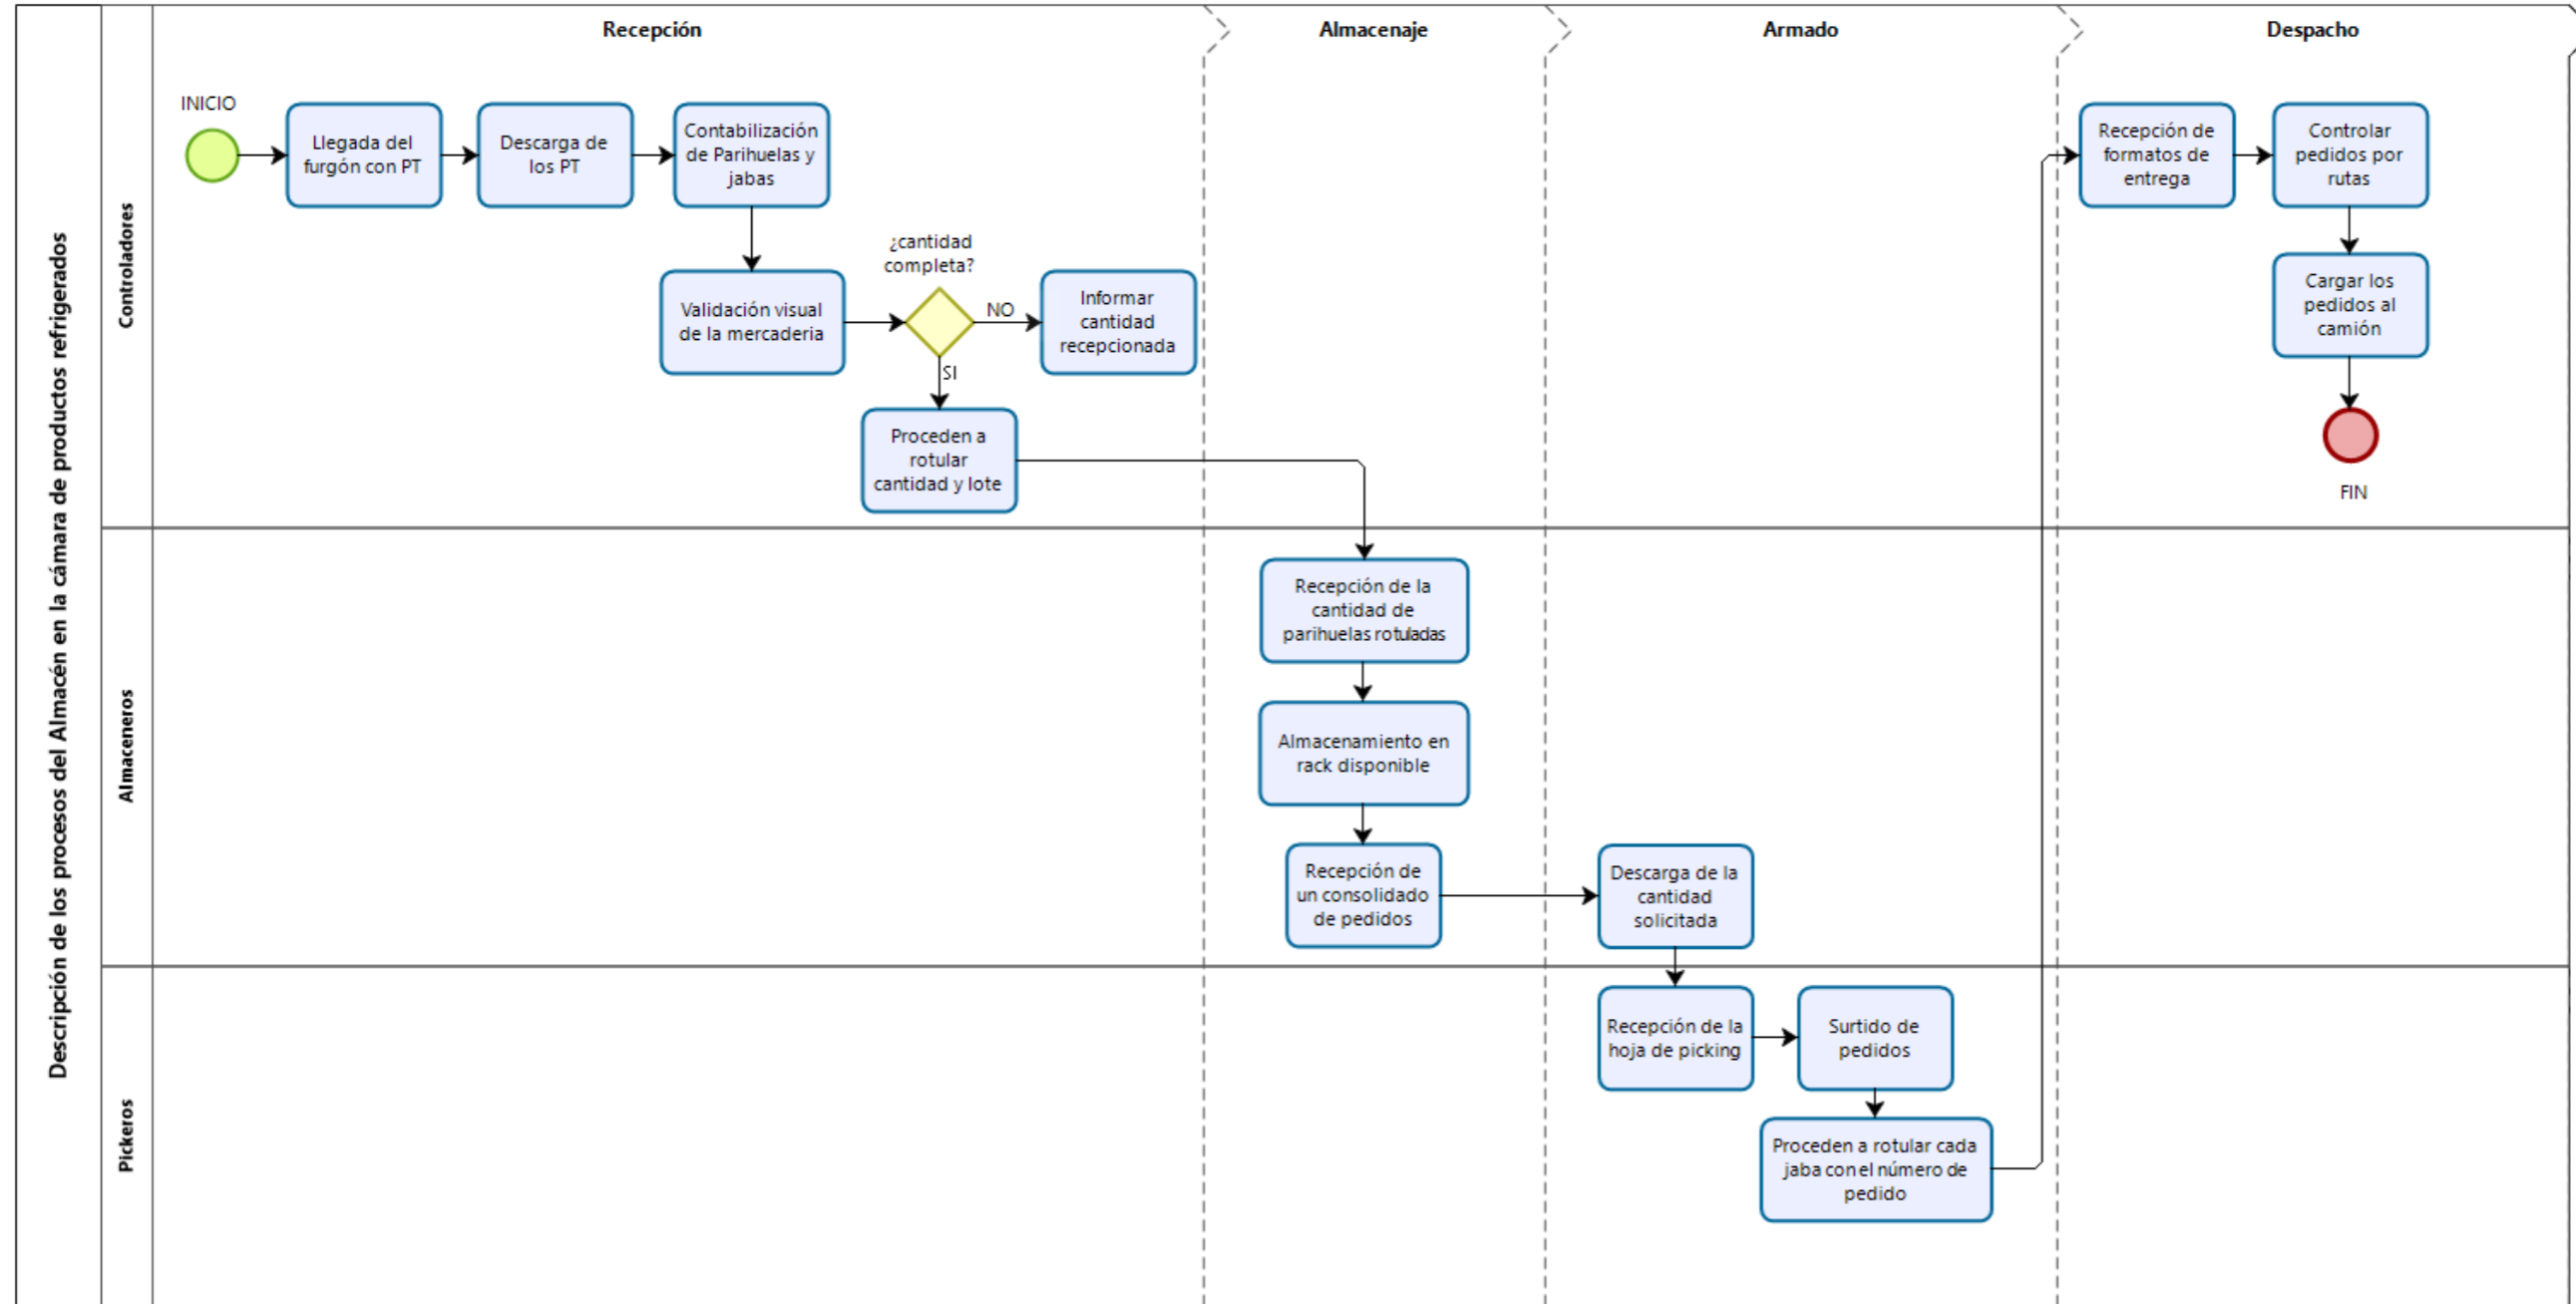 Descripción de los procesos del Almacén en la cámara de productos refrigerados
Recepción
Almacenaje
Armado
Despacho
Controladores
INICIO
Llegada del
furgón con PT
Descarga de
los PT
Contabilización
de Parihuelas y
jabas
Validación visual
de la mercaderia
¿cantidad
completa?
NO
Informar
cantidad
recepcionada
SI
Proceden a
rotular
cantidad y lote
Recepción de
formatos de
entrega
Controlar
pedidos por
rutas
Cargar los
pedidos al
camión
FIN
Almaceneros
Recepción de la
cantidad de
parihuelas rotuladas
Almacenamiento en
rack disponible
Recepción de
un consolidado
de pedidos
Descarga de la
cantidad
solicitada
Pickeros
Recepción de la
hoja de picking
Surtido de
pedidos
Proceden a rotular cada
jaba con el número de
pedido